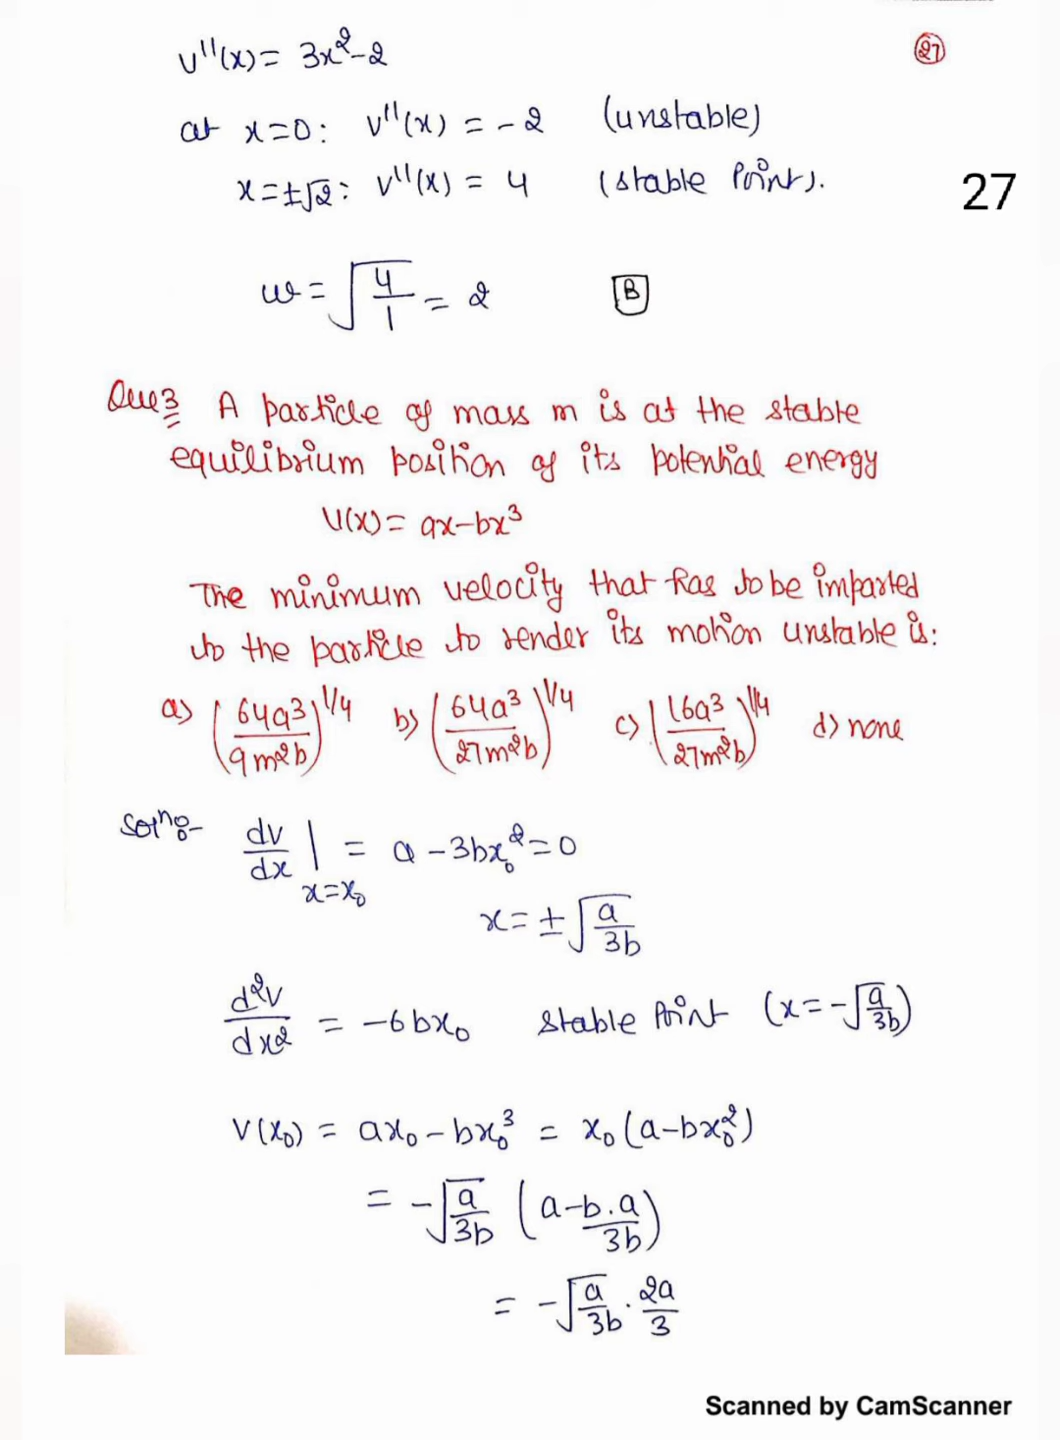 V''(x) = 3x²-2
27
at x=0: V''(x) = -2 (unstable)
x=±√2: V''(x) = 4 (stable Points).
27
ω = √(4/1) = 2 B
Que3 A particle of mass m is at the stable
equilibrium position of its potential energy
V(x) = ax-bx³
The minimum velocity that has to be imparted
to the particle to render its motion unstable is:
a) (64a³/9m²b)^1/4 b) (64a³/27m²b)^1/4 c) (16a³/27m²b)^1/4 d) none
Solⁿ:- dv/dx |x=x₀ = a-3bx₀² = 0
x = ±√(a/3b)
d²v/dx² = -6bx₀ stable Point (x = -√(a/3b))
V(x₀) = ax₀-bx₀³ = x₀(a-bx₀²)
= -√(a/3b) (a-b.a/3b)
= -√(a/3b) . 2a/3
Scanned by CamScanner